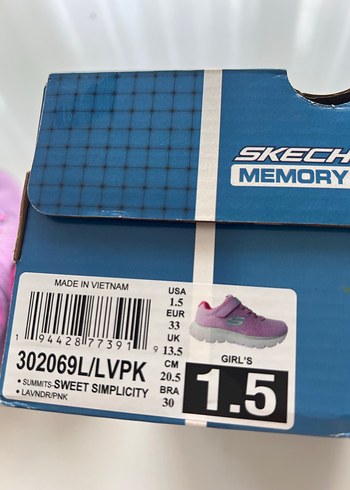 SKECH
MEMORY
MADE IN VIETNAM
1 94428 77391 9
302069L/LVPK
• SUMMITS-SWEET SIMPLICITY
• LAVNDR/PNK
USA
1.5
EUR
33
UK
13.5
CM
20.5
BRA
30
GIRL'S
1.5